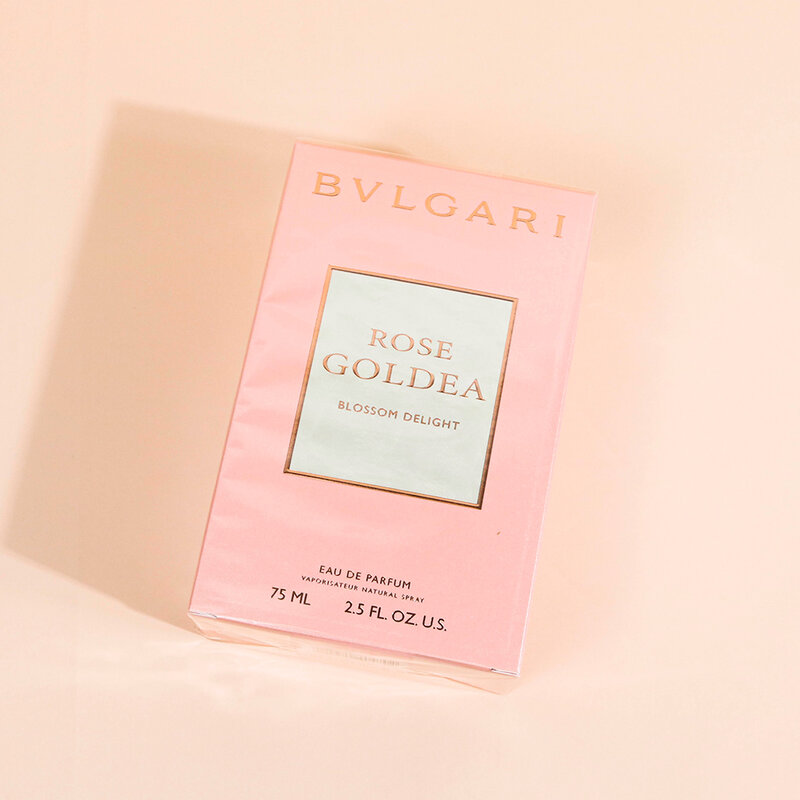 BVLGARI
ROSE
GOLDEA
BLOSSOM DELIGHT
EAU DE PARFUM
VAPORISATEUR NATURAL SPRAY
75 ML 2.5 FL. OZ. U.S.